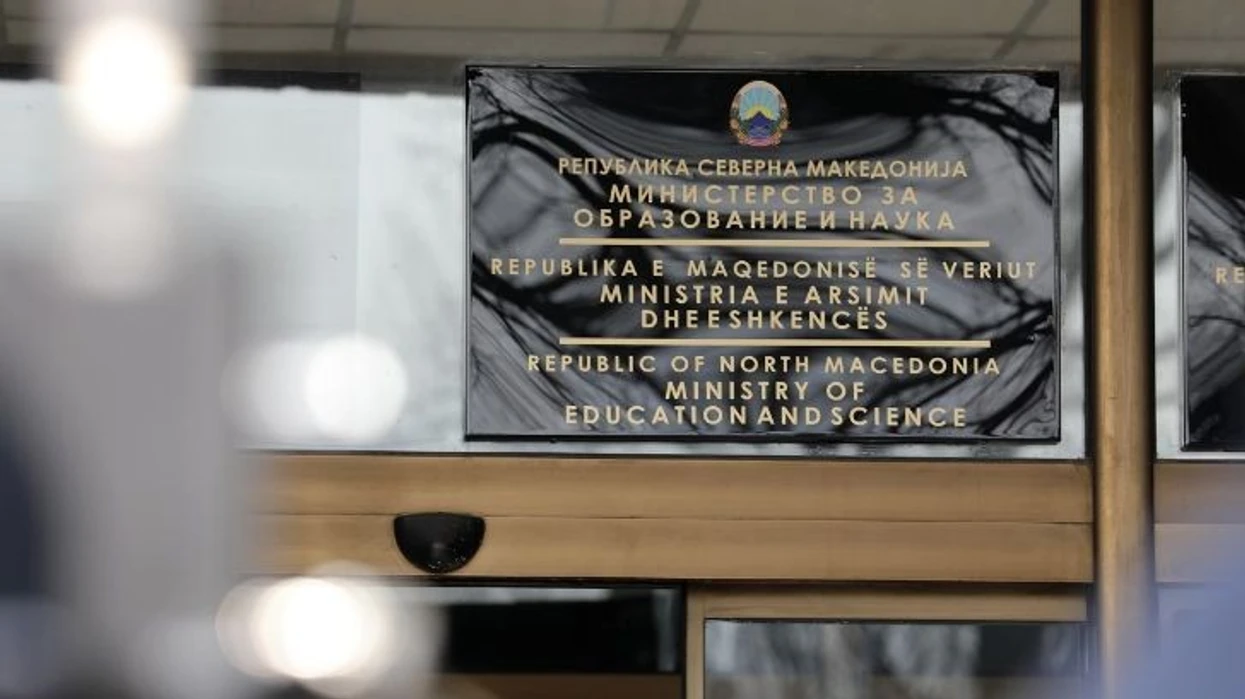 РЕПУБЛИКА СЕВЕРНА МАКЕДОНИЈА
МИНИСТЕРСТВО ЗА
ОБРАЗОВАНИЕ И НАУКА
REPUBLIKA E MAQEDONISË SË VERIUT
MINISTRIA E ARSIMIT
DHE E SHKENCËS
REPUBLIC OF NORTH MACEDONIA
MINISTRY OF
EDUCATION AND SCIENCE
RE